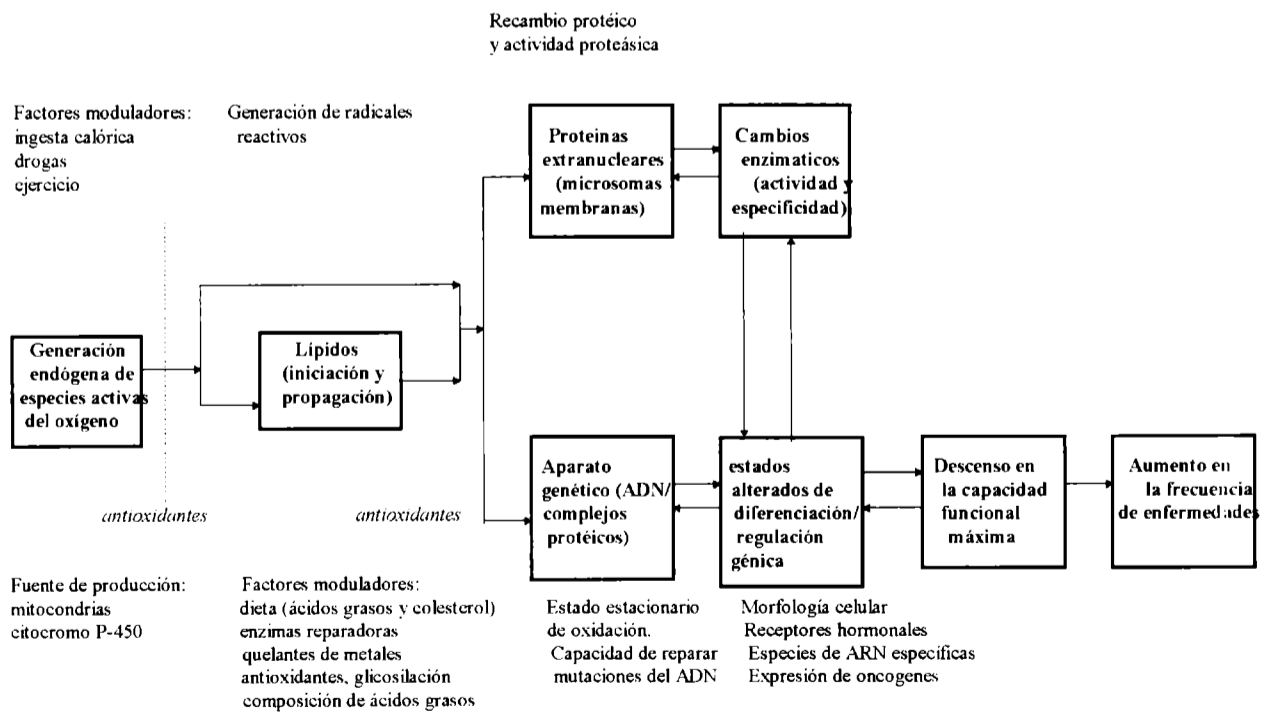 Recambio protéico
y actividad proteásica
Factores moduladores:
ingesta calórica
drogas
ejercicio
Generación de radicales
reactivos
Proteinas
extranucleares
(microsomas
membranas)
Cambios
enzimaticos
(actividad y
especificidad)
Generación
endógena de
especies activas
del oxígeno
Lípidos
(iniciación y
propagación)
antioxidantes
antioxidantes
Aparato
genético (ADN/
complejos
protéicos)
estados
alterados de
diferenciación/
regulación
génica
Descenso en
la capacidad
funcional
máxima
Aumento en
la frecuencia
de enfermedades
Fuente de producción:
mitocondrias
citocromo P-450
Factores moduladores:
dieta (ácidos grasos y colesterol)
enzimas reparadoras
quelantes de metales
antioxidantes, glicosilación
composición de ácidos grasos
Estado estacionario
de oxidación.
Capacidad de reparar
mutaciones del ADN
Morfología celular
Receptores hormonales
Especies de ARN específicas
Expresión de oncogenes